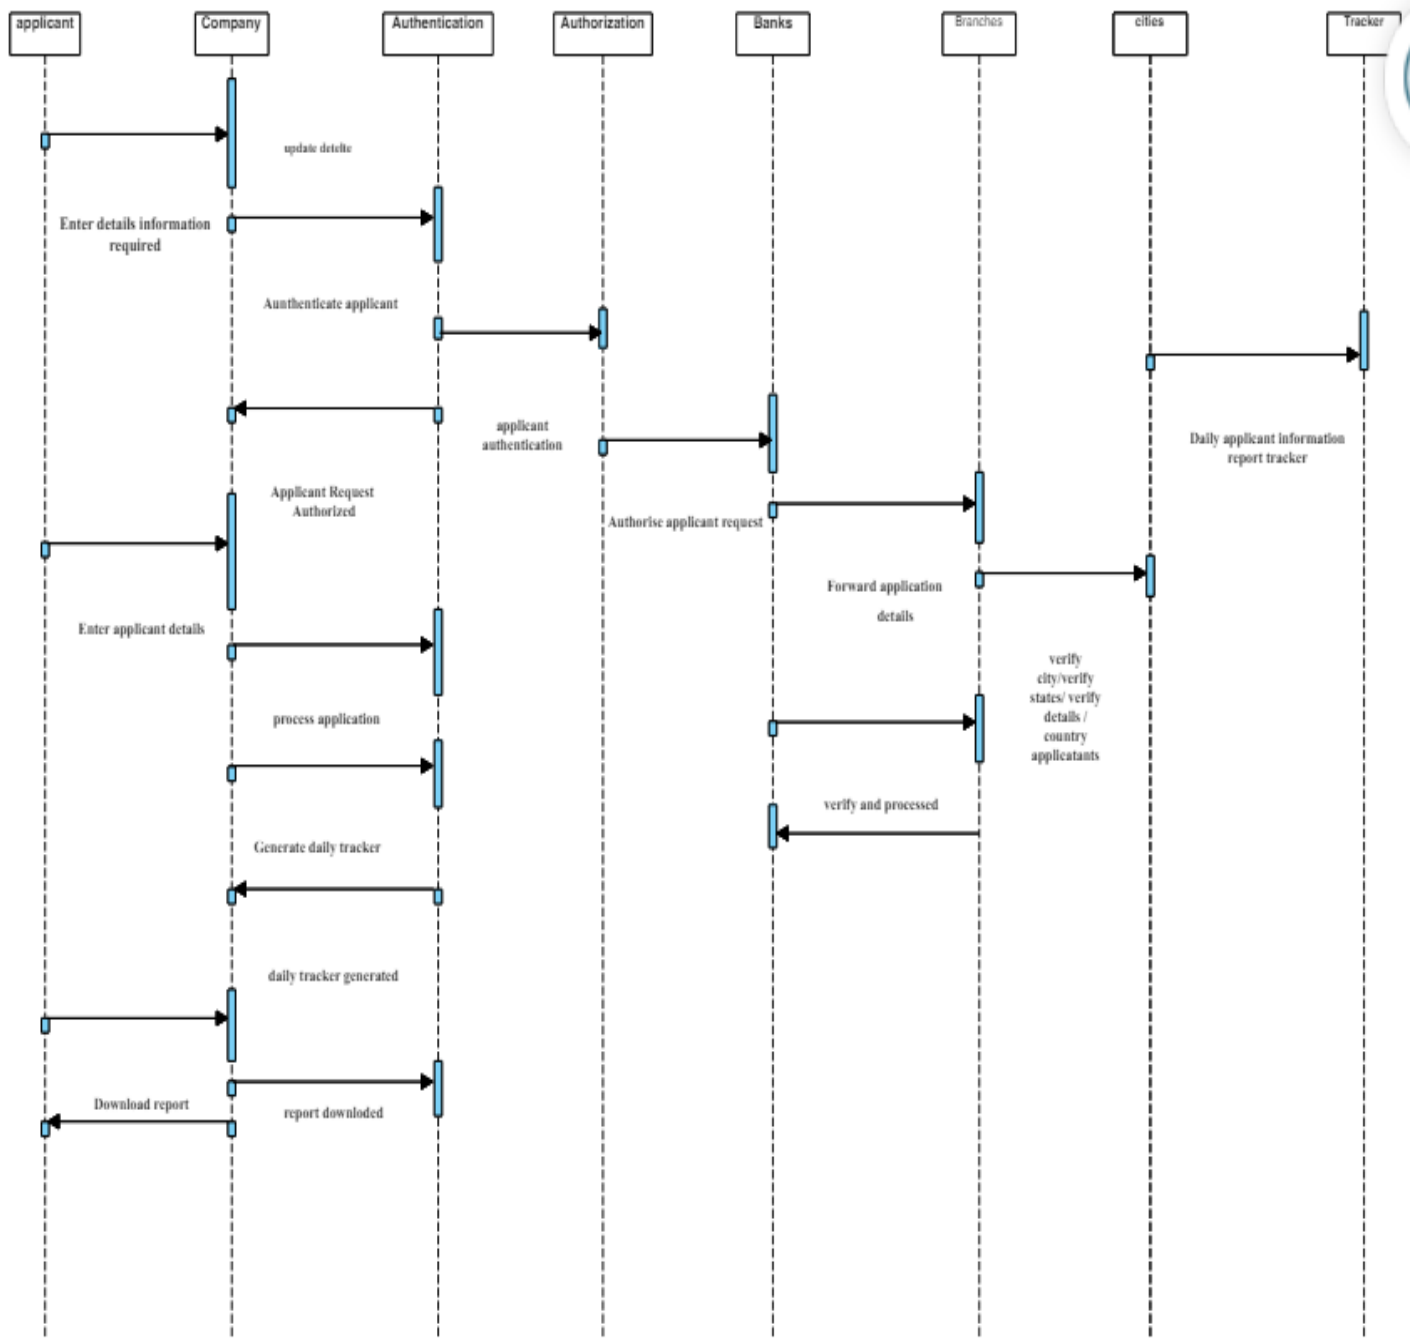 applicant
Company
Authentication
Authorization
Banks
Branches
cities
Tracker
update detelte
Enter details information
required
Aunthenticate applicant
applicant
authentication
Daily applicant information
report tracker
Applicant Request
Authorized
Authorise applicant request
Forward application
details
Enter applicant details
verify
city/verify
states/ verify
details /
country
applicatants
process application
verify and processed
Generate daily tracker
daily tracker generated
Download report
report downloded